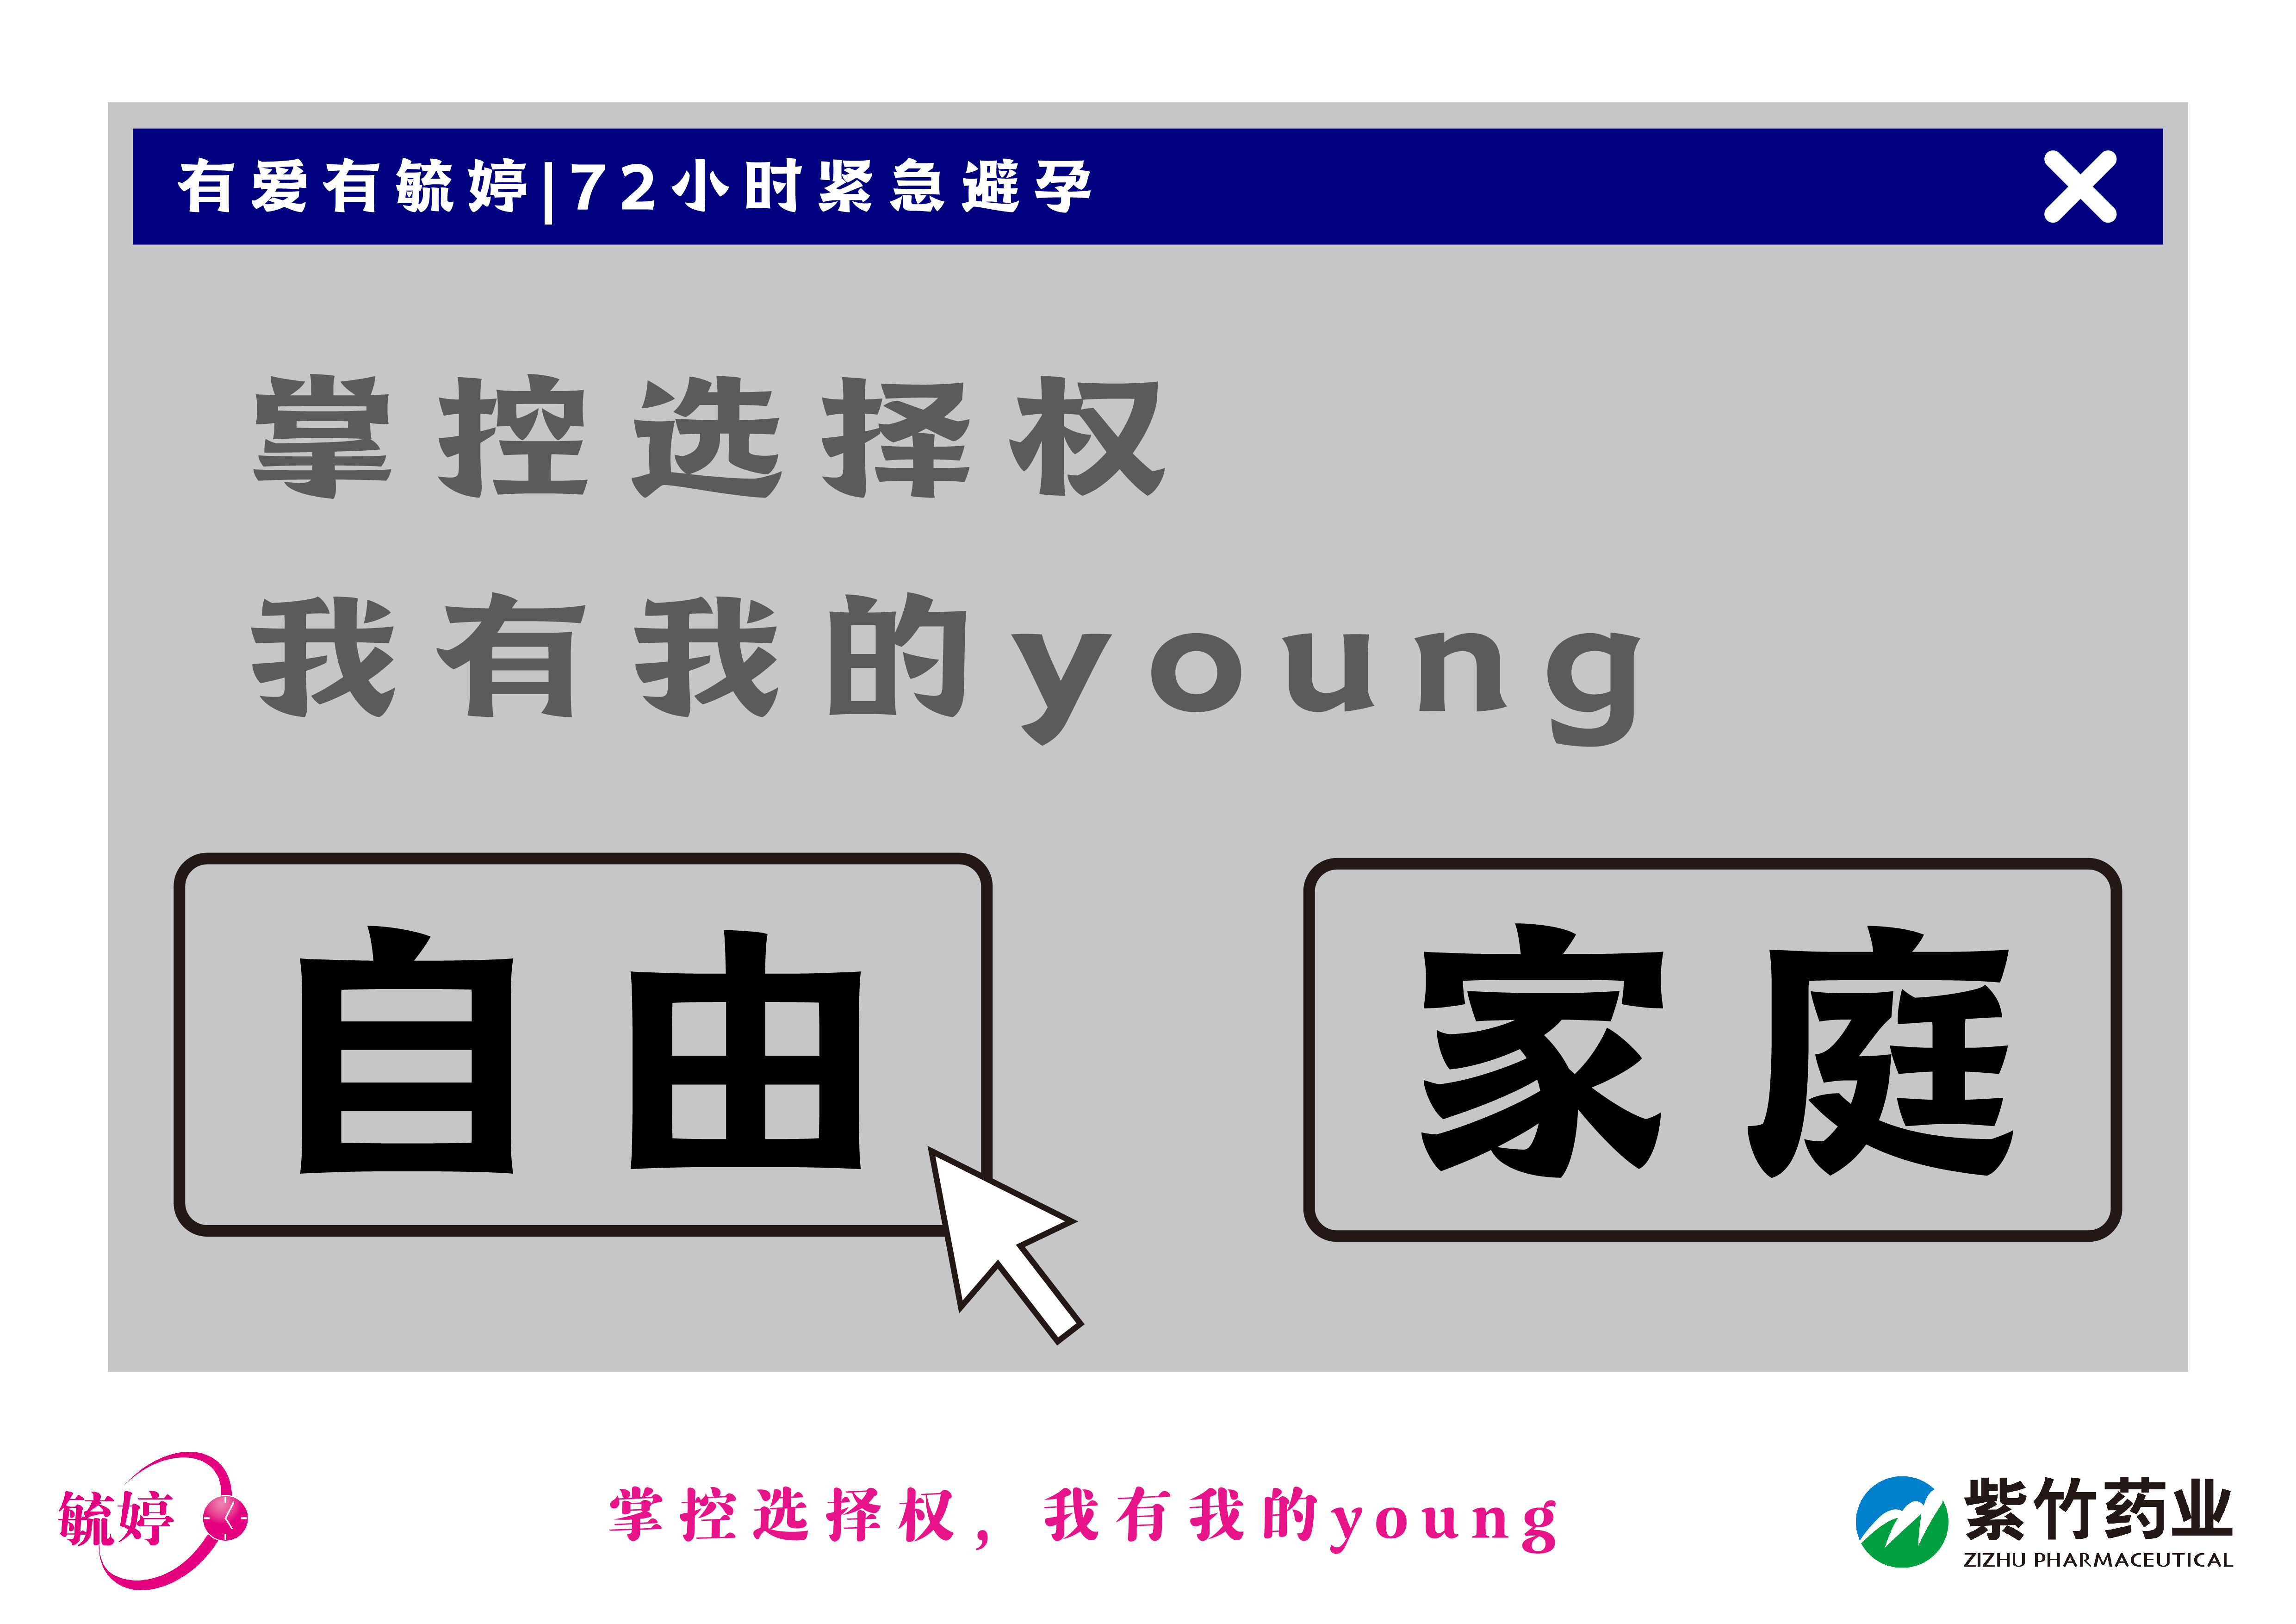 有爱有毓婷|72小时紧急避孕
掌控选择权
我有我的young
自由
家庭
毓婷
掌控选择权，我有我的young
紫竹药业
ZIZHU PHARMACEUTICAL